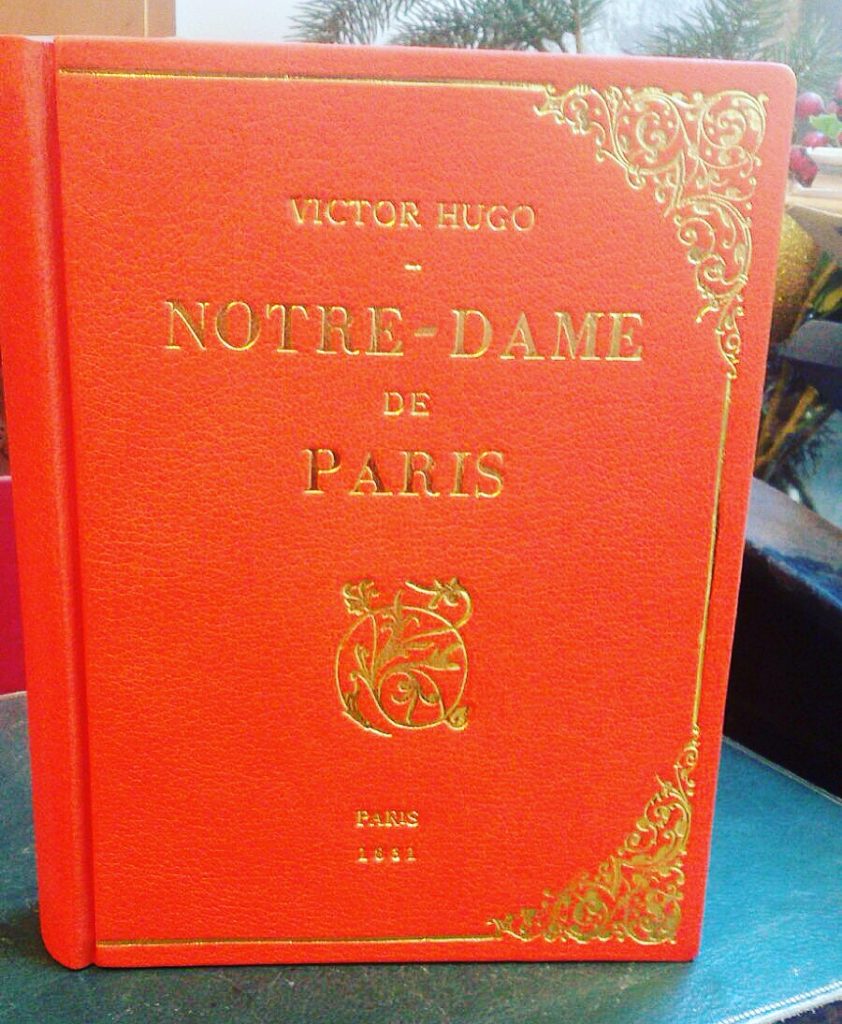 VICTOR HUGO
-
NOTRE-DAME
DE
PARIS
PARIS
1831